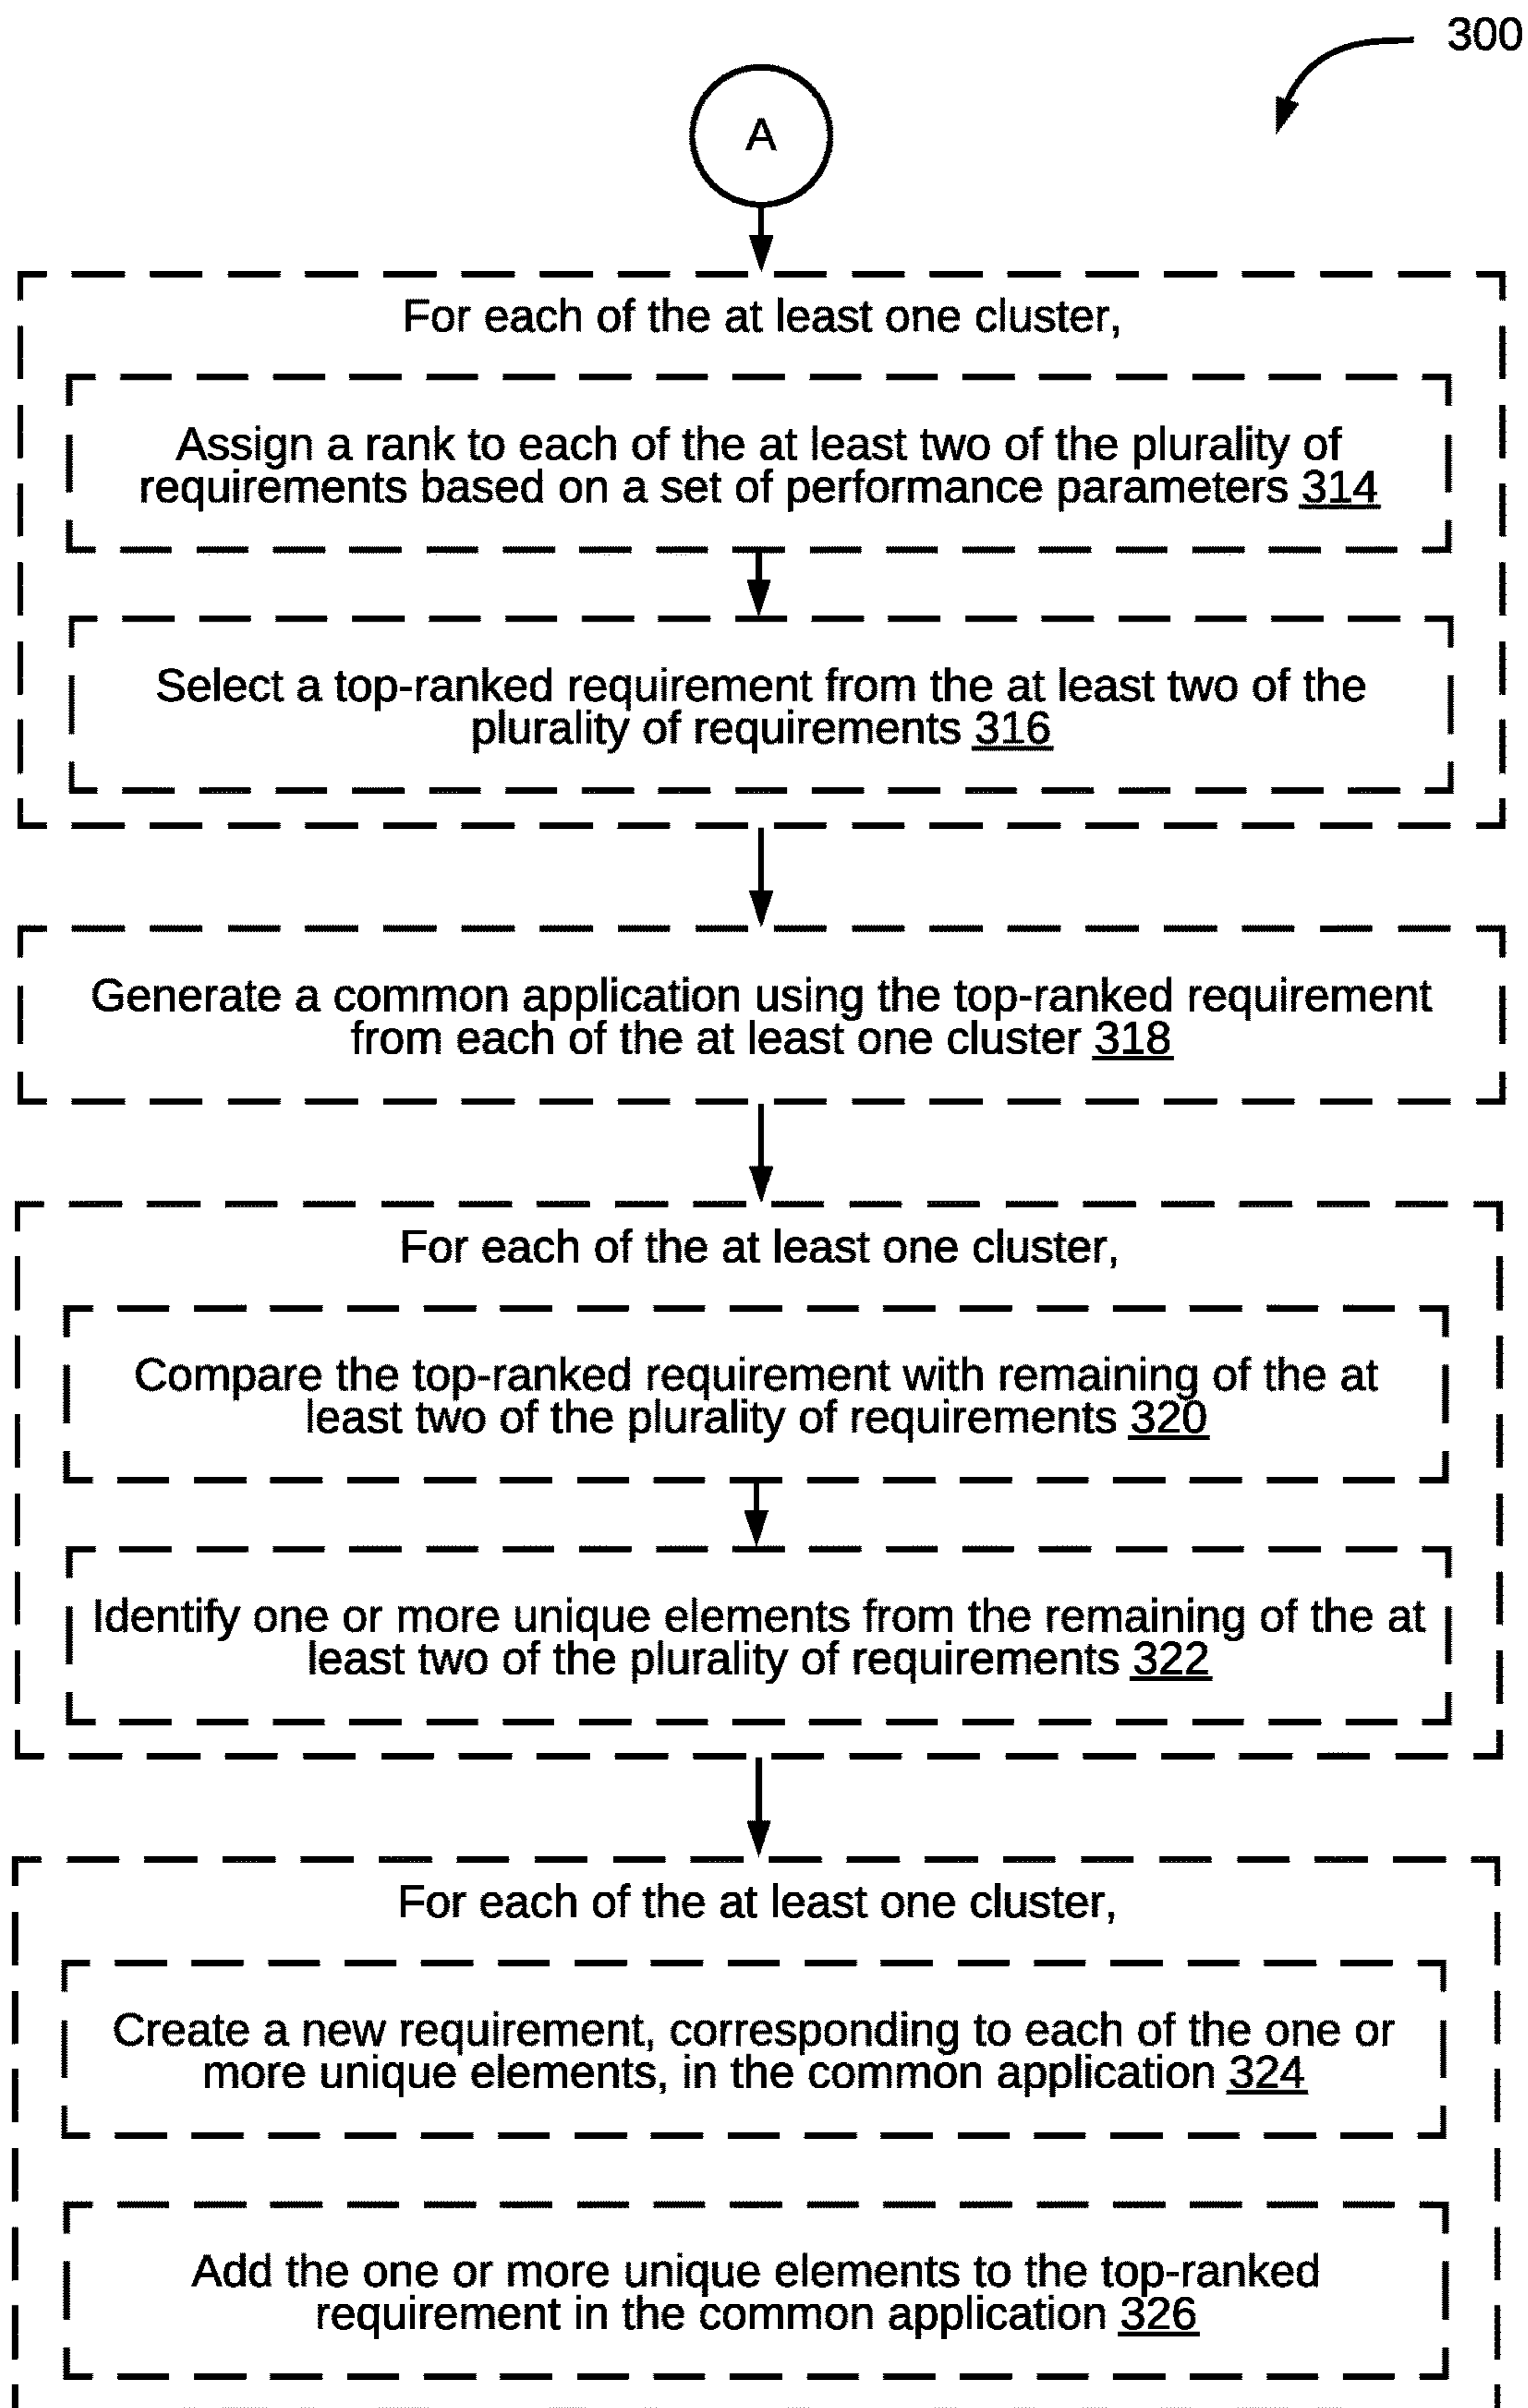 300
A
For each of the at least one cluster,
Assign a rank to each of the at least two of the plurality of
requirements based on a set of performance parameters 314
Select a top-ranked requirement from the at least two of the
plurality of requirements 316
Generate a common application using the top-ranked requirement
from each of the at least one cluster 318
For each of the at least one cluster,
Compare the top-ranked requirement with remaining of the at
least two of the plurality of requirements 320
Identify one or more unique elements from the remaining of the at
least two of the plurality of requirements 322
For each of the at least one cluster,
Create a new requirement, corresponding to each of the one or
more unique elements, in the common application 324
Add the one or more unique elements to the top-ranked
requirement in the common application 326